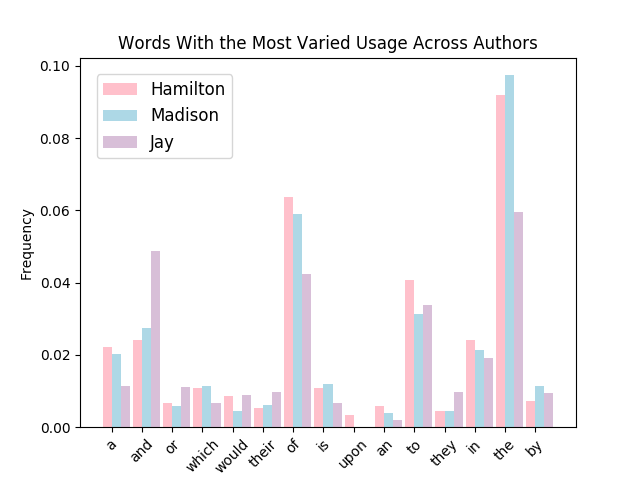 Words With the Most Varied Usage Across Authors
Hamilton
Madison
Jay
Frequency
0.10
0.08
0.06
0.04
0.02
0.00
a
and
or
which
would
their
of
is
upon
an
to
they
in
the
by